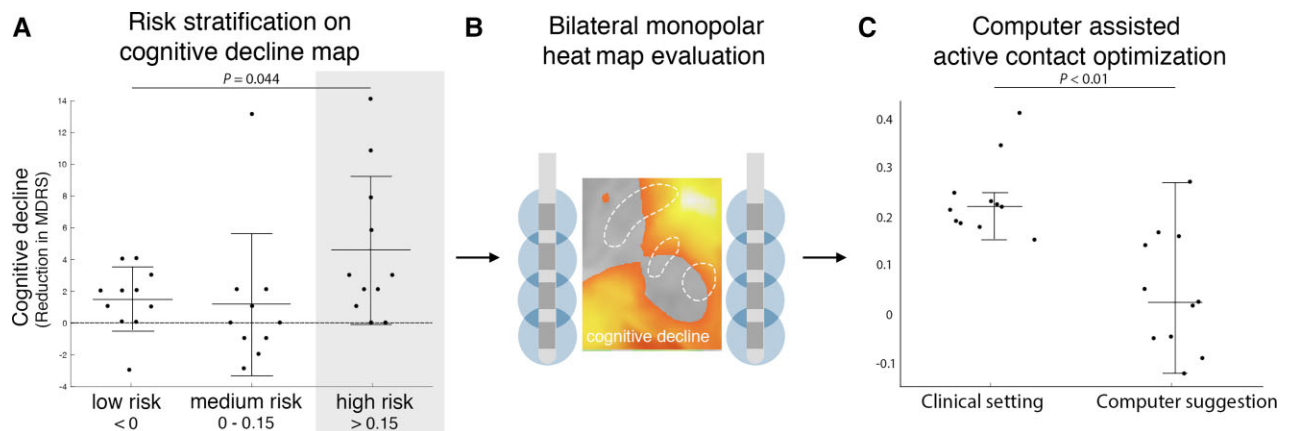 A
Risk stratification on
cognitive decline map
P = 0.044
Cognitive decline
(Reduction in MDRS)
14
12
10
8
6
4
2
0
-2
-4
low risk
< 0
medium risk
0 - 0.15
high risk
> 0.15
B
Bilateral monopolar
heat map evaluation
cognitive decline
C
Computer assisted
active contact optimization
P < 0.01
0.4
0.3
0.2
0.1
0
-0.1
Clinical setting
Computer suggestion